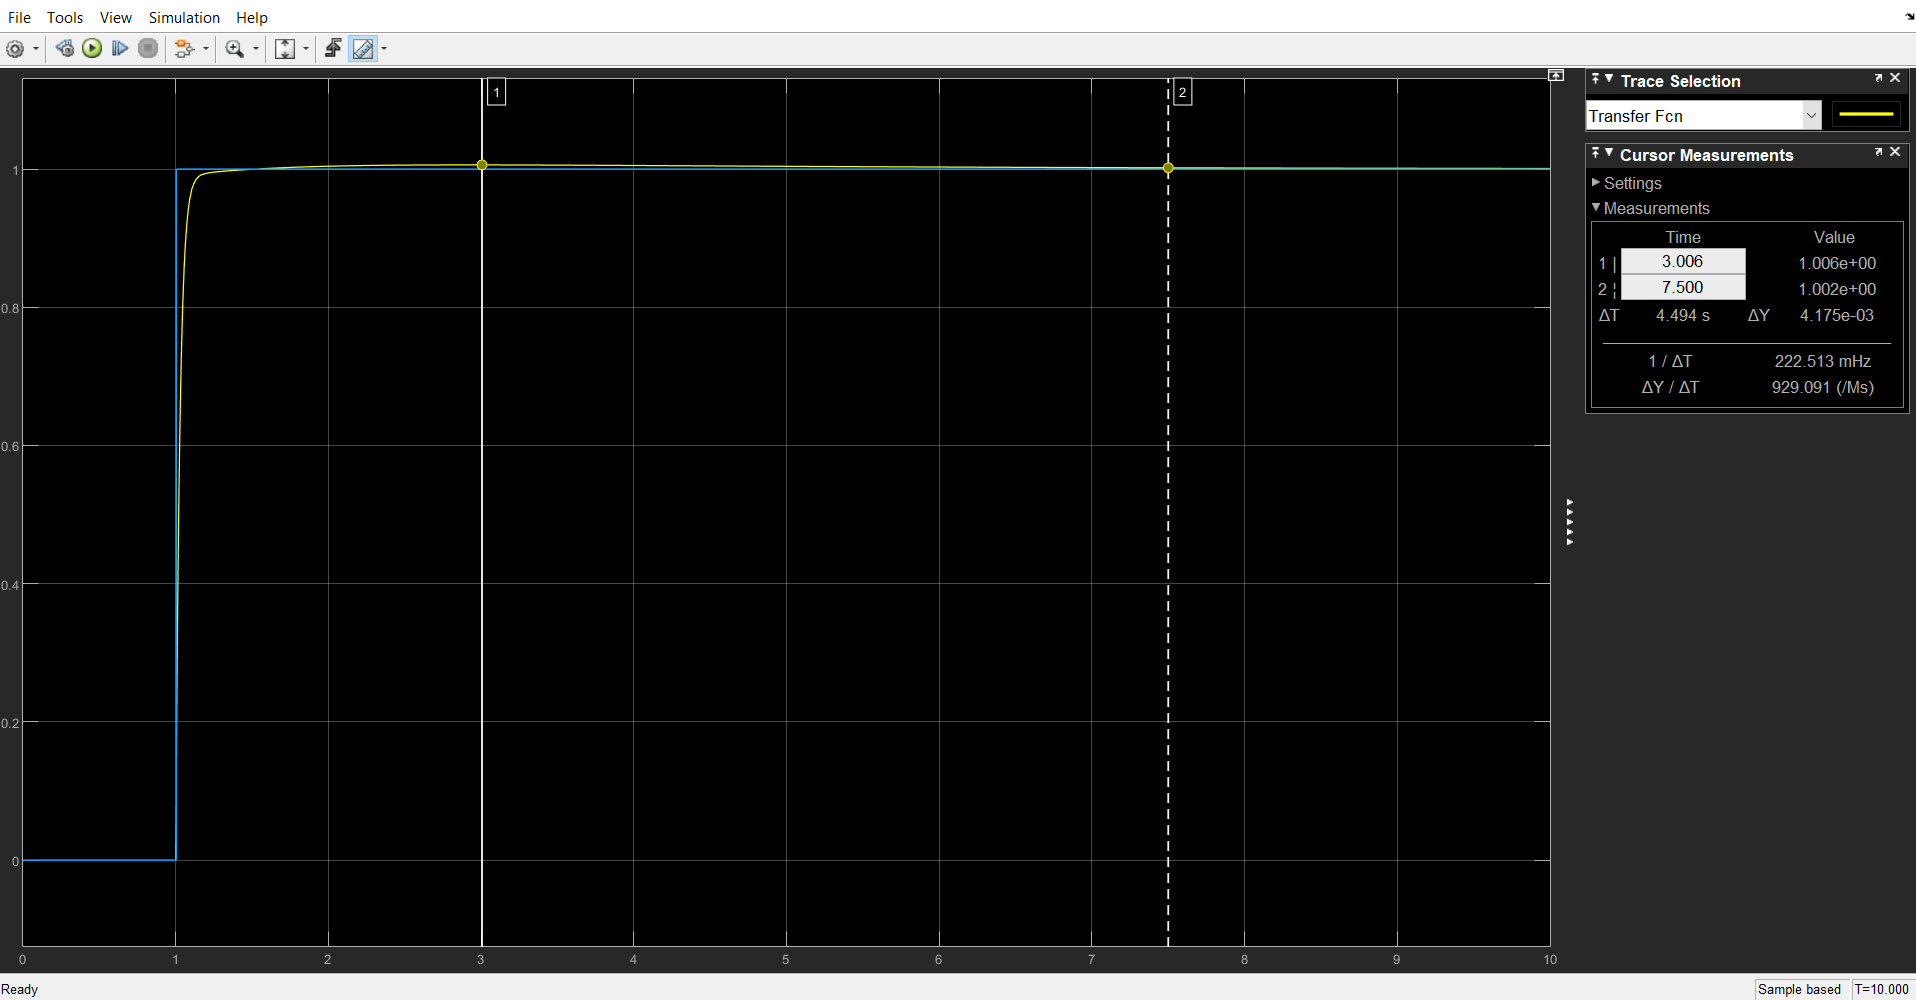 File Tools View Simulation Help
1
2
Trace Selection
Transfer Fcn
Cursor Measurements
Settings
Measurements
Time Value
1 | 3.006 1.006e+00
2 ¦ 7.500 1.002e+00
ΔT 4.494 s ΔY 4.175e-03
1 / ΔT 222.513 mHz
ΔY / ΔT 929.091 (/Ms)
1
0.8
0.6
0.4
0.2
0
0 1 2 3 4 5 6 7 8 9 10
Ready Sample based T=10.000